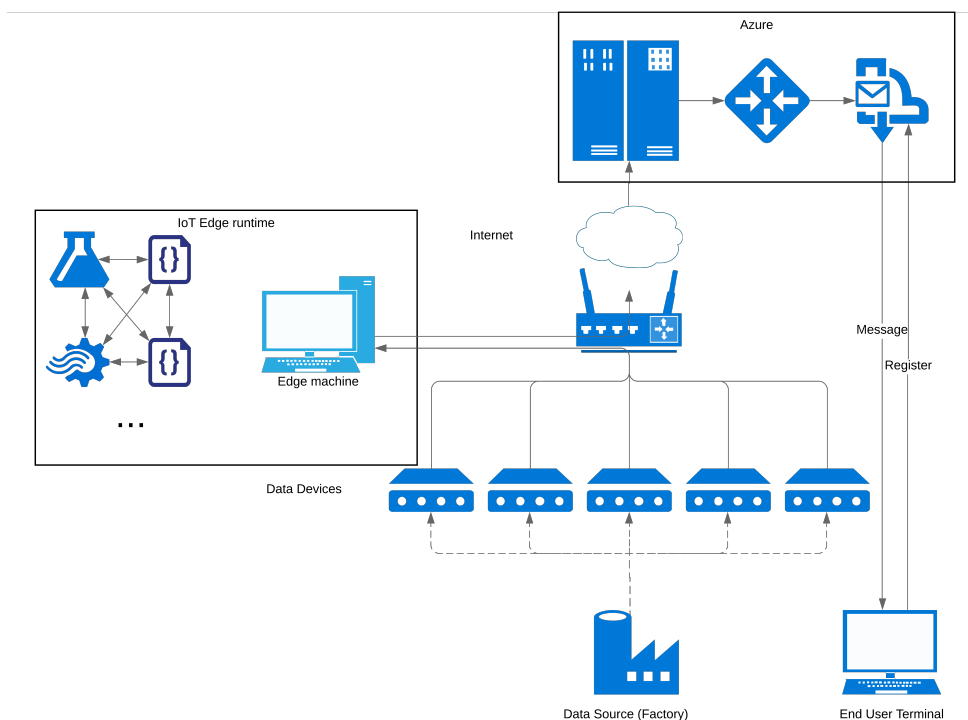 Azure
IoT Edge runtime
{}
Internet
Message
{}
Register
Edge machine
...
Data Devices
Data Source (Factory)
End User Terminal